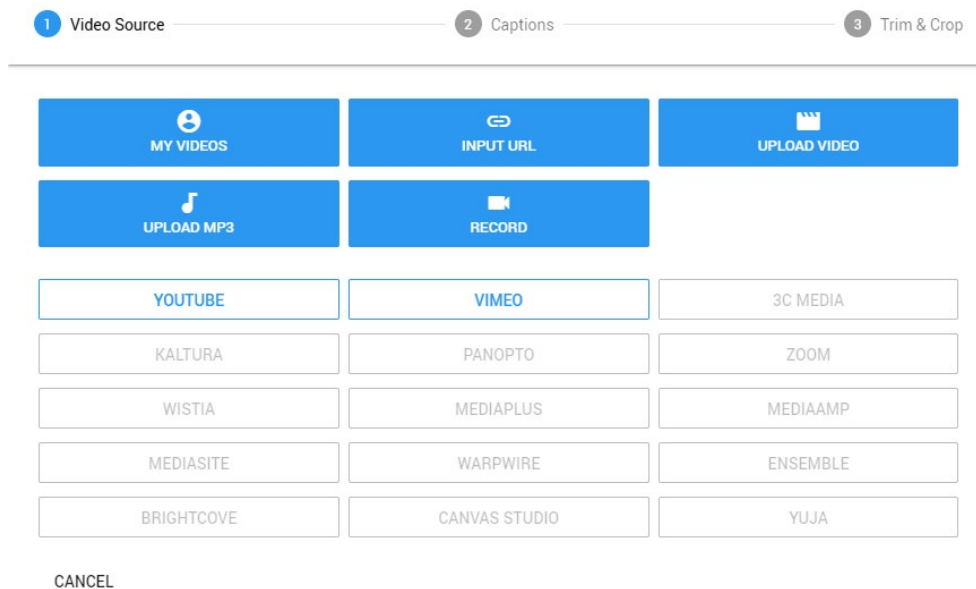 1 Video Source 2 Captions 3 Trim & Crop
MY VIDEOS INPUT URL UPLOAD VIDEO
UPLOAD MP3 RECORD
YOUTUBE VIMEO 3C MEDIA
KALTURA PANOPTO ZOOM
WISTIA MEDIAPLUS MEDIAAMP
MEDIASITE WARPWIRE ENSEMBLE
BRIGHTCOVE CANVAS STUDIO YUJA
CANCEL